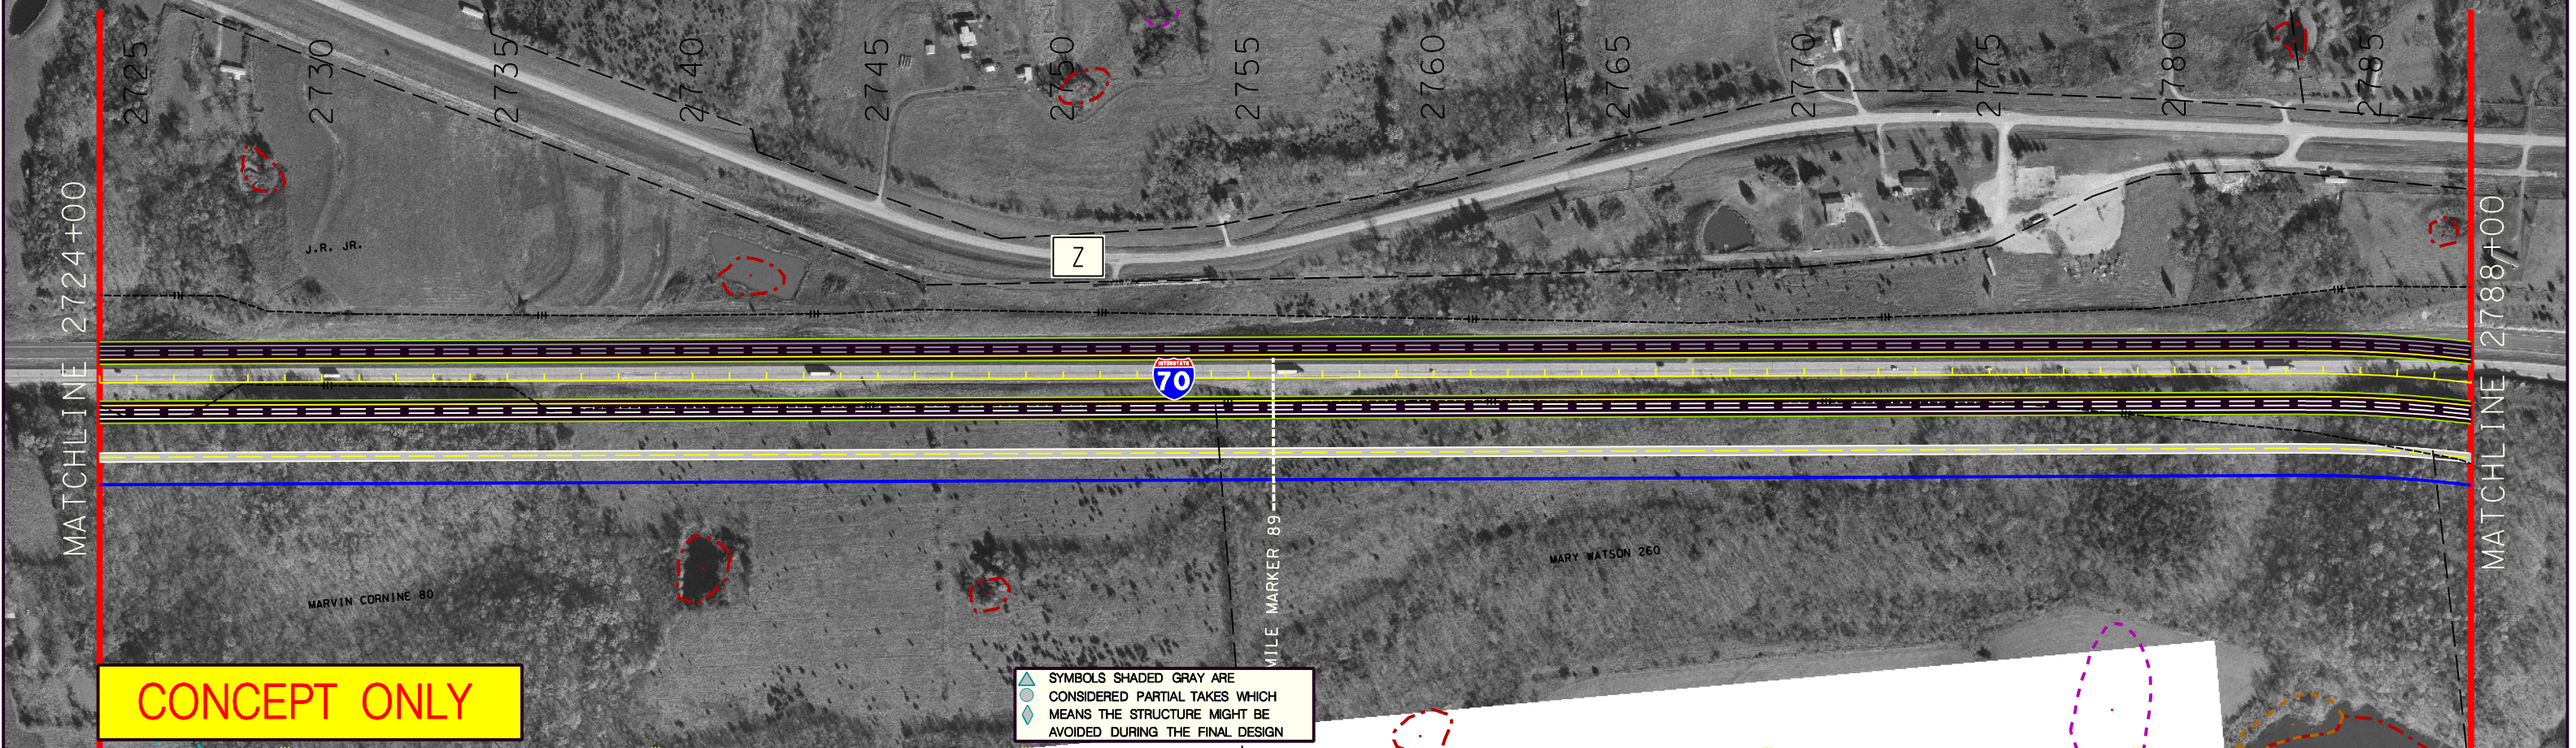 2725
2730
2735
2740
2745
2750
2755
2760
2765
2770
2775
2780
2785
MATCHLINE 2724+00
J.R. JR.
Z
INTERSTATE
70
MATCHLINE 2788+00
MILE MARKER 89
MARVIN CORNINE 80
MARY WATSON 260
CONCEPT ONLY
SYMBOLS SHADED GRAY ARE
CONSIDERED PARTIAL TAKES WHICH
MEANS THE STRUCTURE MIGHT BE
AVOIDED DURING THE FINAL DESIGN